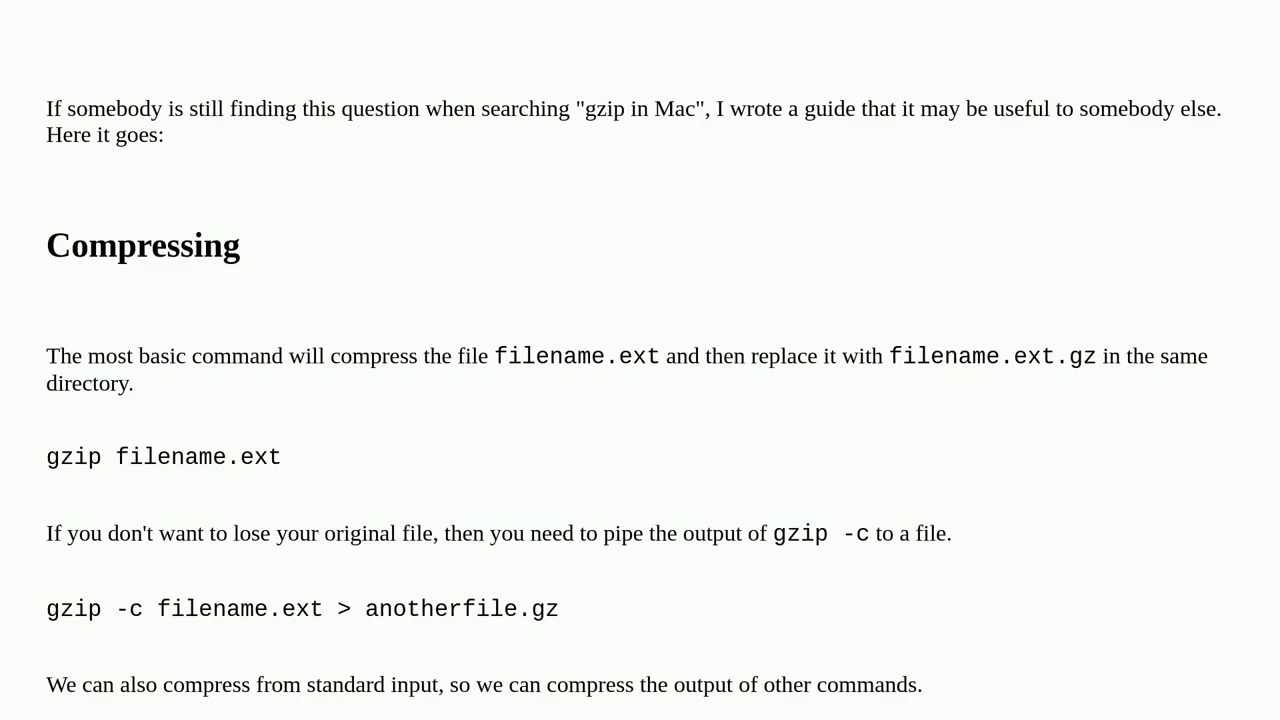 If somebody is still finding this question when searching "gzip in Mac", I wrote a guide that it may be useful to somebody else.
Here it goes:
Compressing
The most basic command will compress the file filename.ext and then replace it with filename.ext.gz in the same
directory.
gzip filename.ext
If you don't want to lose your original file, then you need to pipe the output of gzip -c to a file.
gzip -c filename.ext > anotherfile.gz
We can also compress from standard input, so we can compress the output of other commands.